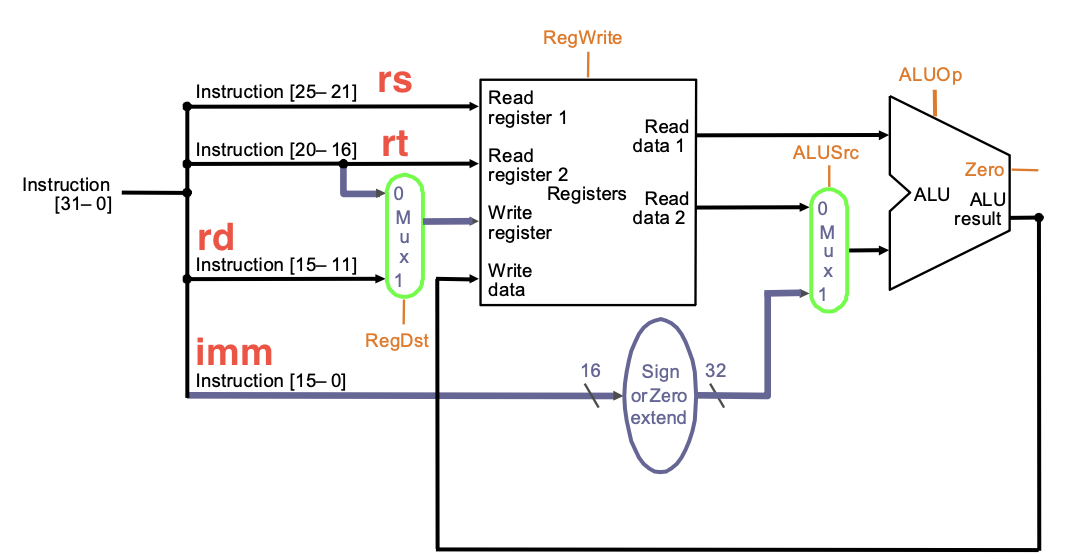 RegWrite
ALUOp
Instruction [25– 21]
rs
Read
register 1
Read
data 1
Instruction [20– 16]
rt
Read
register 2
ALUSrc
Zero
Instruction
[31– 0]
0
M
u
x
1
Registers
Read
data 2
0
M
u
x
1
ALU
ALU
result
Write
register
rd
Instruction [15– 11]
Write
data
RegDst
imm
Instruction [15– 0]
16
Sign
or Zero
extend
32